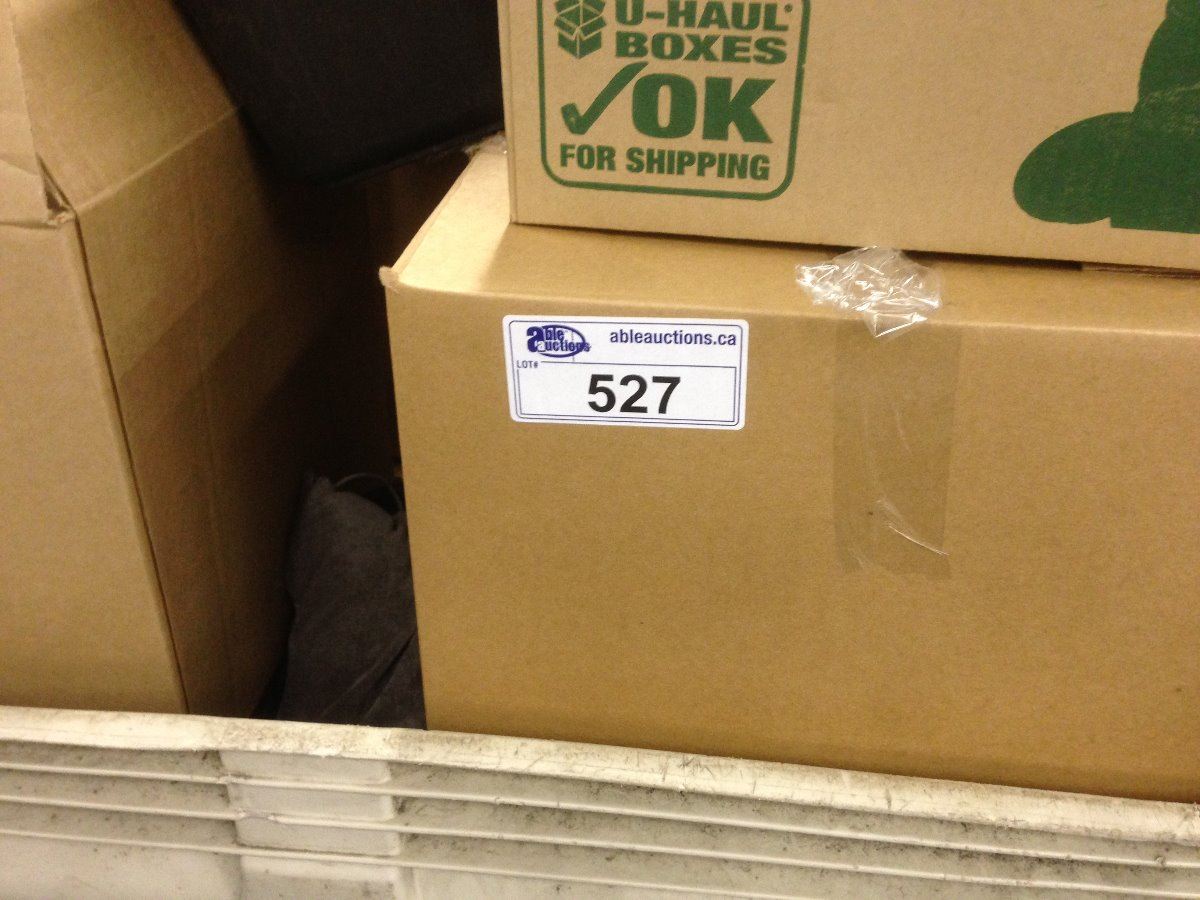 U-HAUL
BOXES
OK
FOR SHIPPING
able auctions
ableauctions.ca
LOT#
527